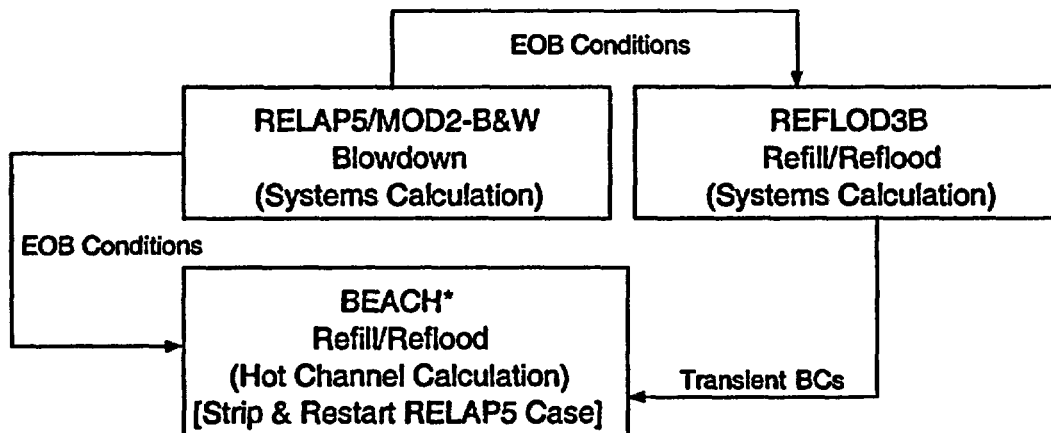 EOB Conditions
RELAP5/MOD2-B&W
Blowdown
(Systems Calculation)
REFLOD3B
Refill/Reflood
(Systems Calculation)
EOB Conditions
BEACH*
Refill/Reflood
(Hot Channel Calculation)
[Strip & Restart RELAP5 Case]
Transient BCs